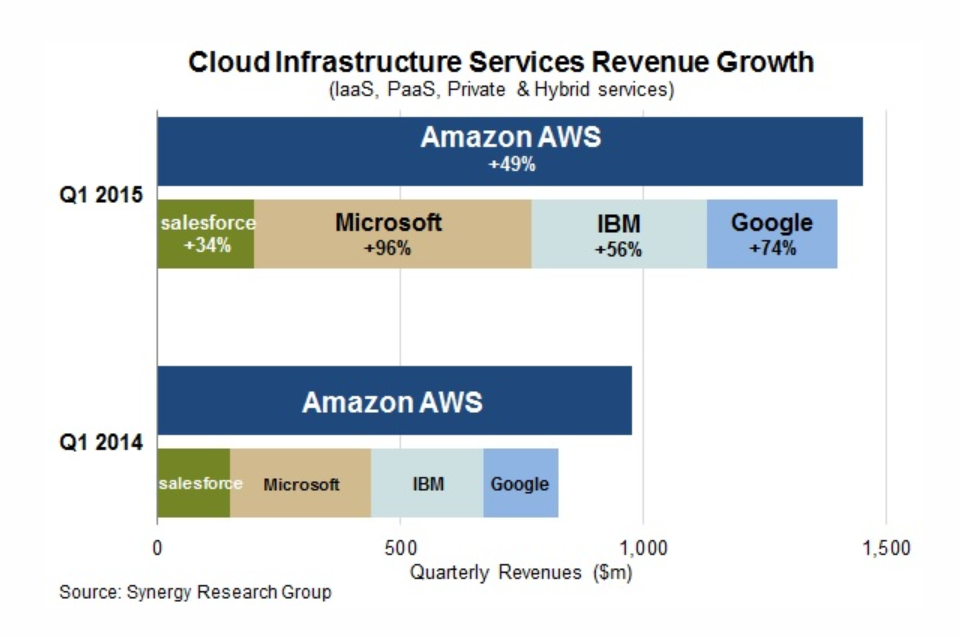 Cloud Infrastructure Services Revenue Growth
(IaaS, PaaS, Private & Hybrid services)
Q1 2015
Amazon AWS
+49%
salesforce
+34%
Microsoft
+96%
IBM
+56%
Google
+74%
Q1 2014
Amazon AWS
salesforce
Microsoft
IBM
Google
0
500
1,000
1,500
Quarterly Revenues ($m)
Source: Synergy Research Group